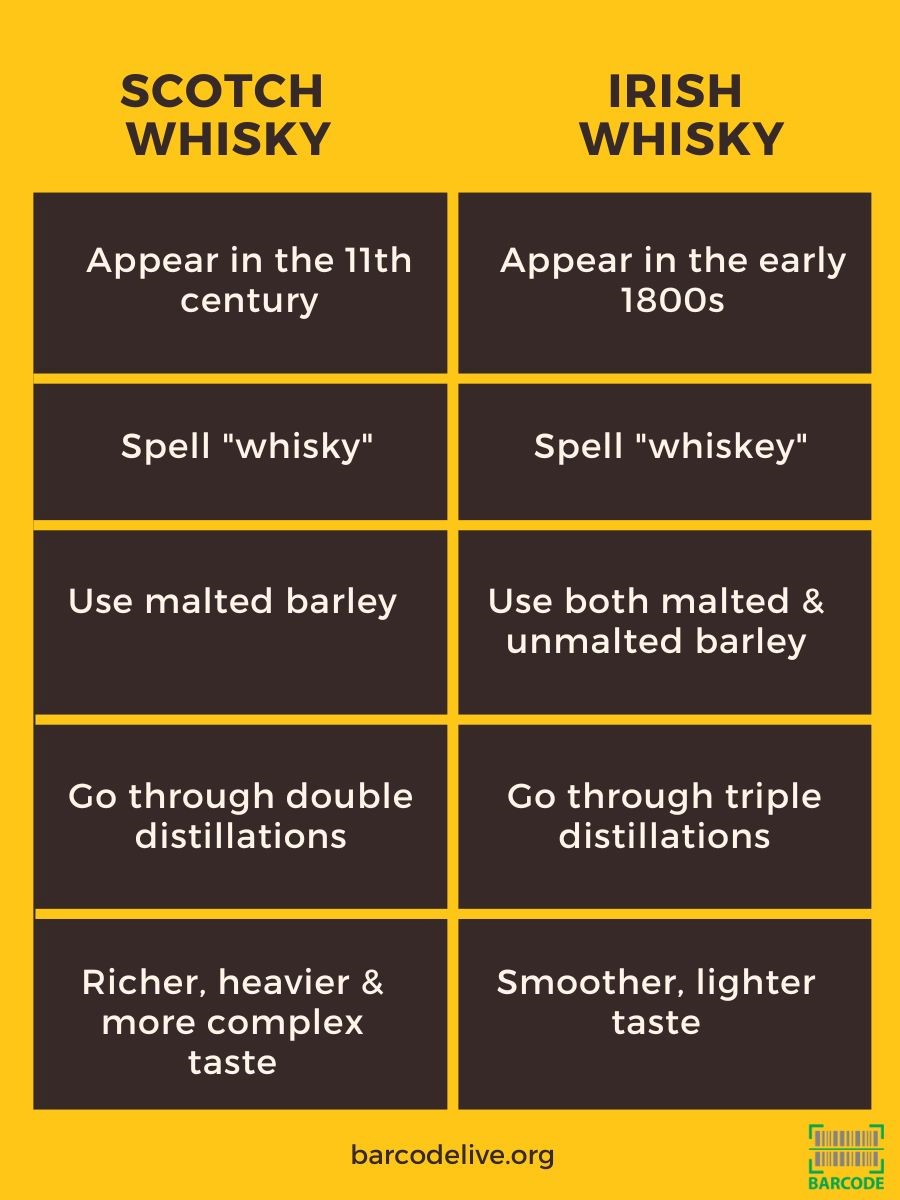 SCOTCH
WHISKY
IRISH
WHISKY
Appear in the 11th
century
Appear in the early
1800s
Spell "whisky"
Spell "whiskey"
Use malted barley
Use both malted &
unmalted barley
Go through double
distillations
Go through triple
distillations
Richer, heavier &
more complex
taste
Smoother, lighter
taste
barcodelive.org
BARCODE